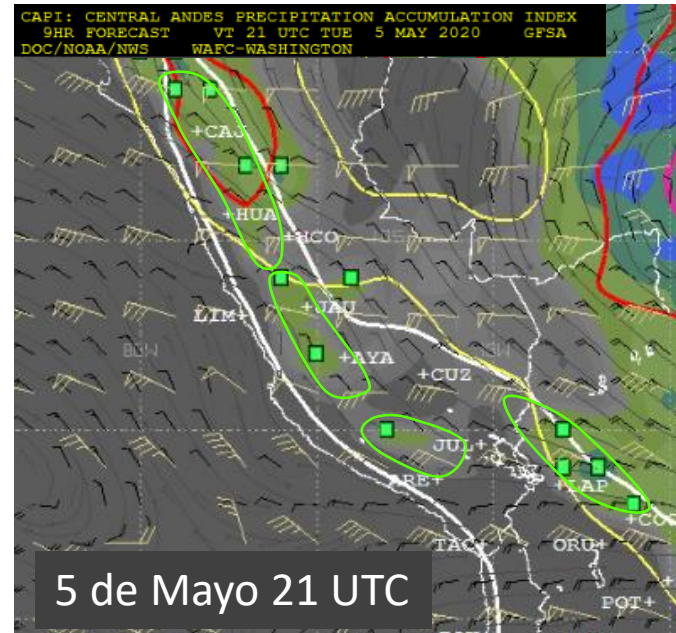 CAPI: CENTRAL ANDES PRECIPITATION ACCUMULATION INDEX
9HR FORECAST VT 21 UTC TUE 5 MAY 2020 GFSA
DOC/NOAA/NWS WAFC-WASHINGTON
+CAJ
+HUA
+HCO
LIM+
+JAU
80W
+AYA
+CUZ
JUL+
ARE+
+LAP
+CO
TAC+
ORU+
POT+
5 de Mayo 21 UTC